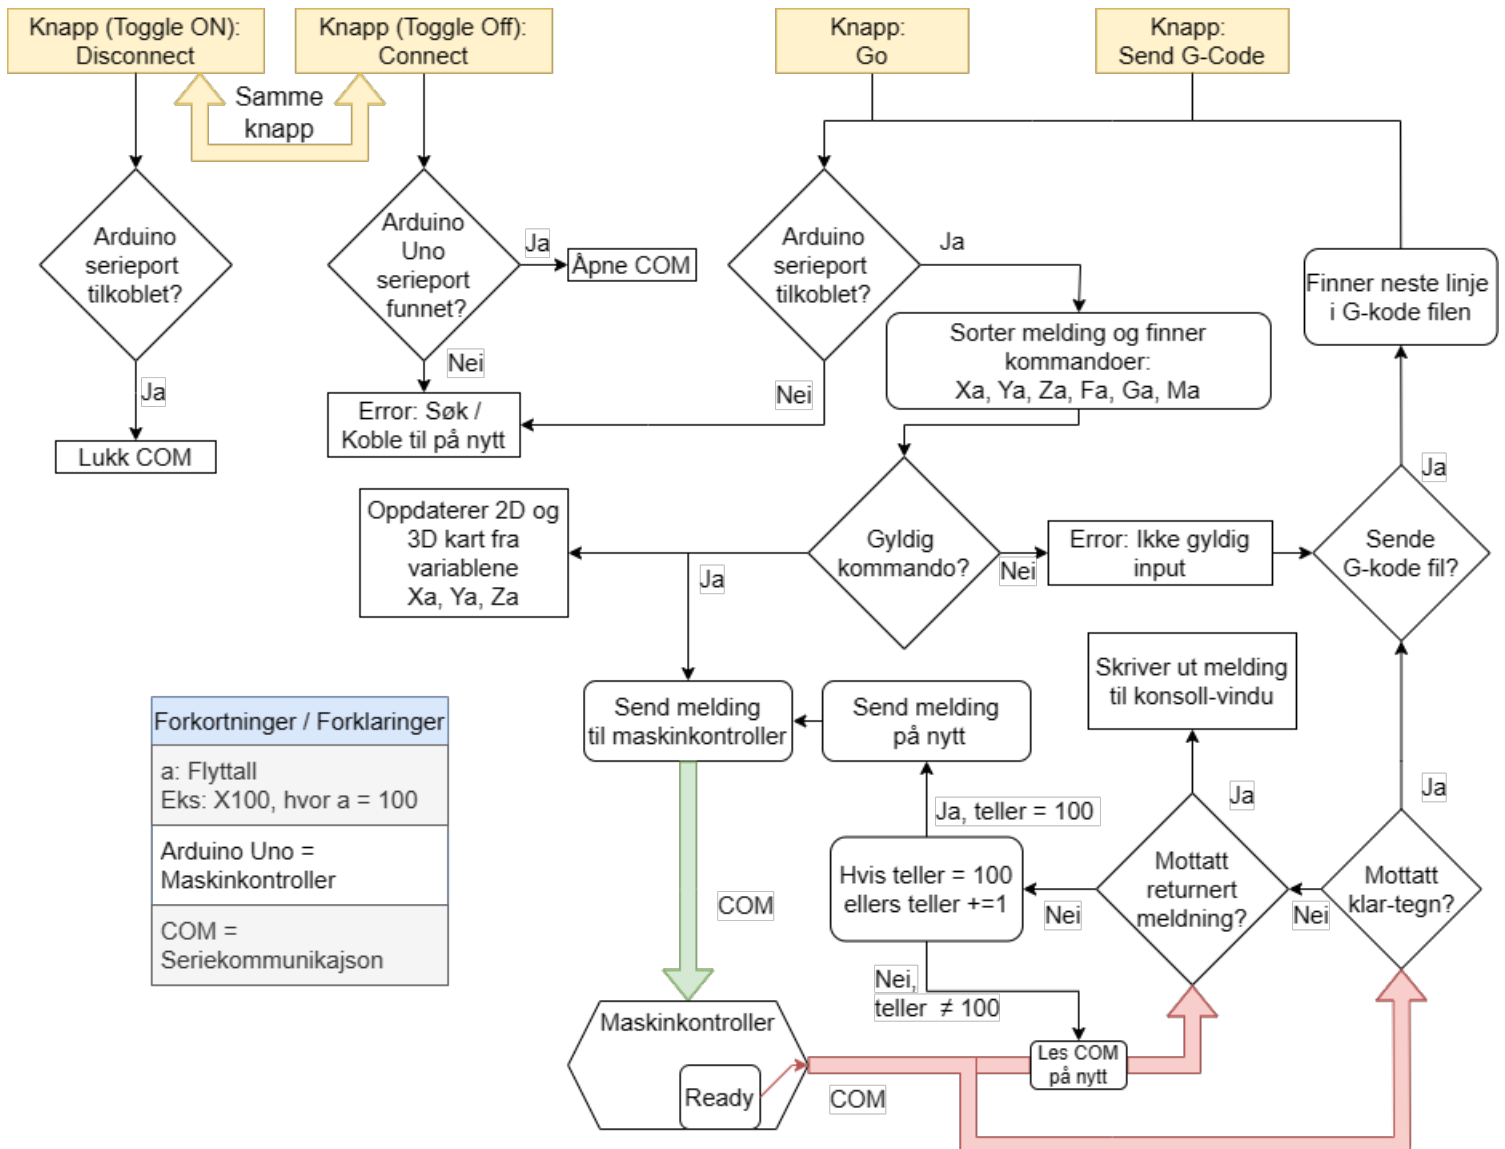 Knapp (Toggle ON):
Disconnect
Knapp (Toggle Off):
Connect
Knapp:
Go
Knapp:
Send G-Code
Samme
knapp
Arduino
serieport
tilkoblet?
Ja
Lukk COM
Arduino
Uno
serieport
funnet?
Ja
Åpne COM
Nei
Error: Søk /
Koble til på nytt
Arduino
serieport
tilkoblet?
Ja
Nei
Sorter melding og finner
kommandoer:
Xa, Ya, Za, Fa, Ga, Ma
Finner neste linje
i G-kode filen
Ja
Oppdaterer 2D og
3D kart fra
variablene
Xa, Ya, Za
Ja
Gyldig
kommando?
Nei
Error: Ikke gyldig
input
Sende
G-kode fil?
Skriver ut melding
til konsoll-vindu
Send melding
til maskinkontroller
Send melding
på nytt
Ja, teller = 100
Ja
Ja
Hvis teller = 100
ellers teller +=1
Nei
Mottatt
returnert
meldning?
Nei
Mottatt
klar-tegn?
COM
Nei,
teller ≠ 100
Maskinkontroller
Ready
COM
Les COM
på nytt
Forkortninger / Forklaringer
a: Flyttall
Eks: X100, hvor a = 100
Arduino Uno =
Maskinkontroller
COM =
Seriekommunikajson